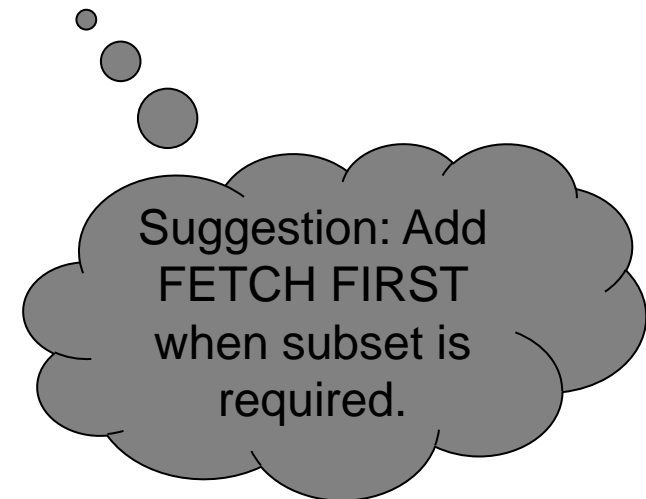 Suggestion: Add
FETCH FIRST
when subset is
required.